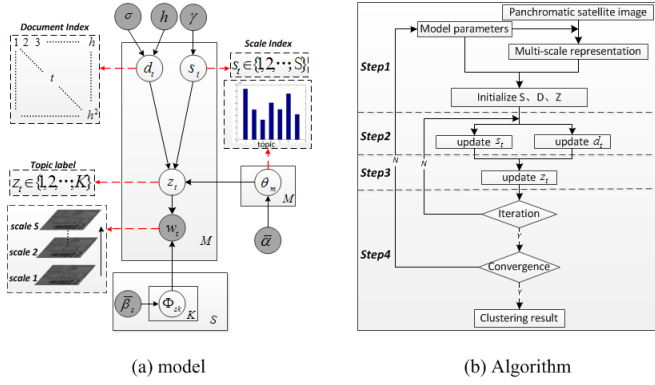 σ h γ
Document Index
1 2 3 h
t
h²
d_t
s_t
Scale Index
s_t ∈ {1,2···,S}
topic
Topic label
z_t ∈ {1,2···,K}
z_t
θ_m
M
scale S
scale 2
scale 1
w_t
M
ᾱ
β̄_t
Φ_tk
K
S
(a) model
Panchromatic satellite image
Model parameters
Multi-scale representation
Step1
Initialize S、D、Z
Step2
update s_t
update d_t
N
N
Step3
update z_t
Iteration
Y
Step4
Convergence
Y
Clustering result
(b) Algorithm